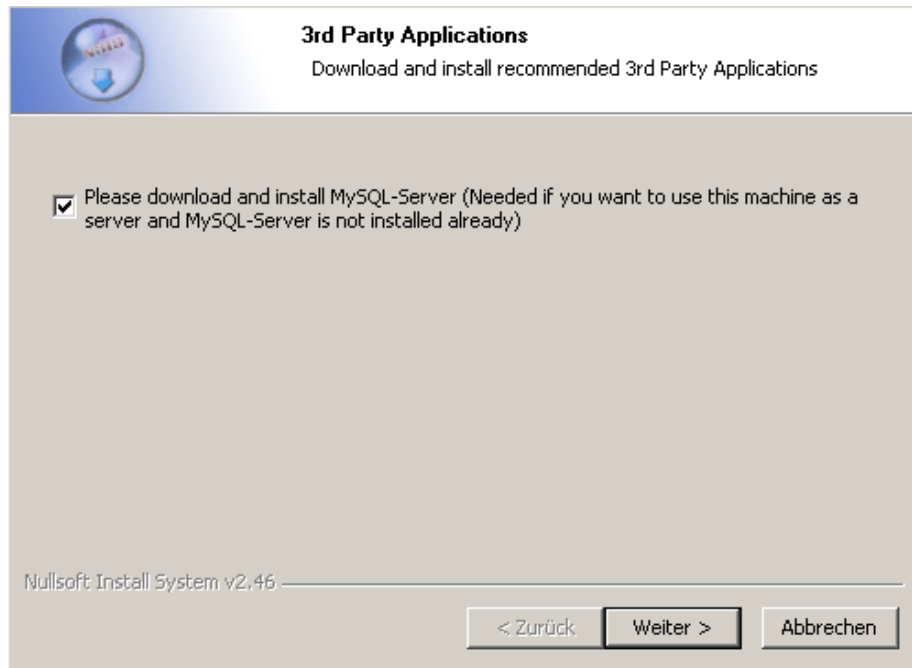 3rd Party Applications
Download and install recommended 3rd Party Applications
Please download and install MySQL-Server (Needed if you want to use this machine as a
server and MySQL-Server is not installed already)
Nullsoft Install System v2.46
< Zurück
Weiter >
Abbrechen